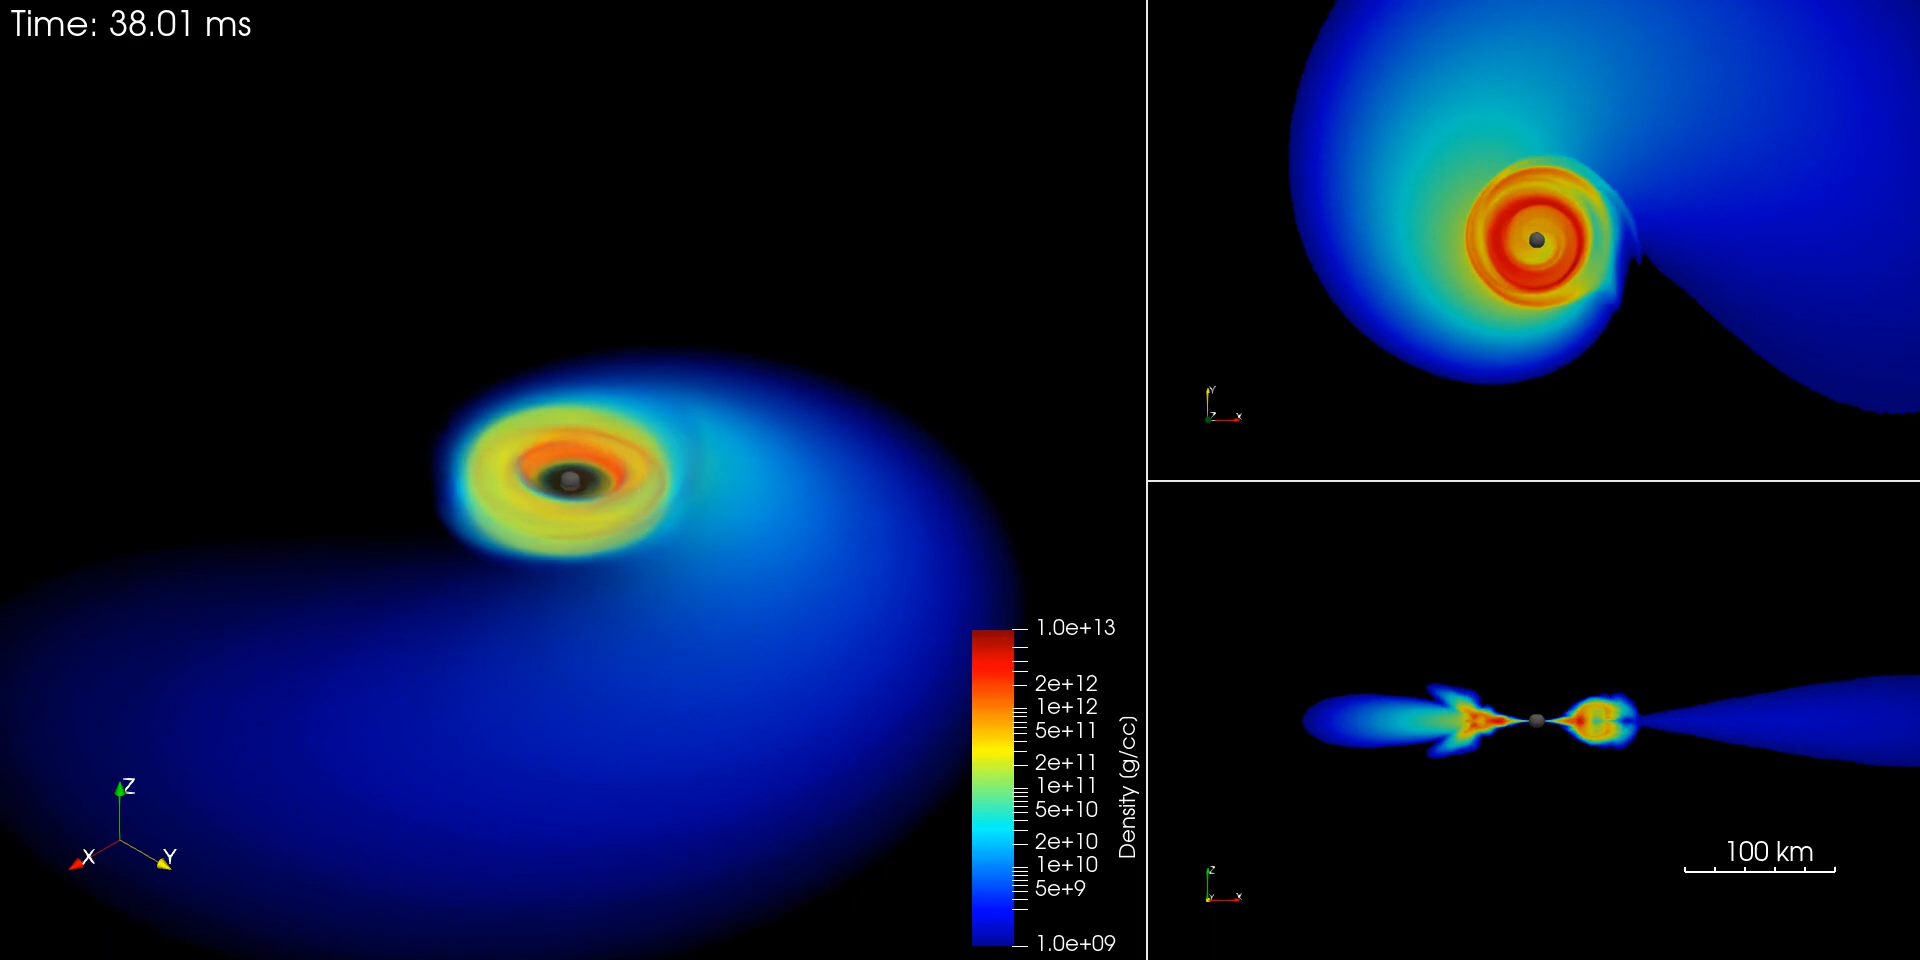 Time: 38.01 ms
1.0e+13
2e+12
1e+12
5e+11
2e+11
1e+11
5e+10
2e+10
1e+10
5e+9
1.0e+09
Density (g/cc)
Z
X
Y
Y
Z
X
100 km
Z
Y
X